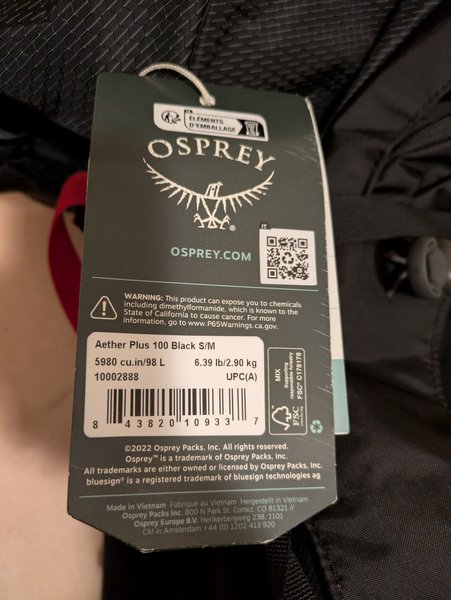 ÉLÉMENTS
D'EMBALLAGE
OSPREY
OSPREY.COM
WARNING: This product can expose you to chemicals
including dimethylformamide, which is known to the
State of California to cause cancer. For more
information, go to www.P65Warnings.ca.gov.
Aether Plus 100 Black S/M
5980 cu.in/98 L 6.39 lb/2.90 kg
10002888 UPC(A)
8 43820 10933 7
MIX
Supporting
responsible forestry
FSC® C178176
FSC
©2022 Osprey Packs, Inc. All rights reserved.
Osprey™ is a trademark of Osprey Packs, Inc.
All trademarks are either owned or licensed by Osprey Packs, Inc.
bluesign® is a registered trademark of bluesign technologies ag
Made in Vietnam Fabriqué au Vietnam Hergestellt in Vietnam
Osprey Packs Inc. 800 N Park St. Cortez, CO 81321 //
Osprey Europe B.V. Herikerbergweg 238, 1101
CM in Amsterdam +44 (0) 1202 413 920